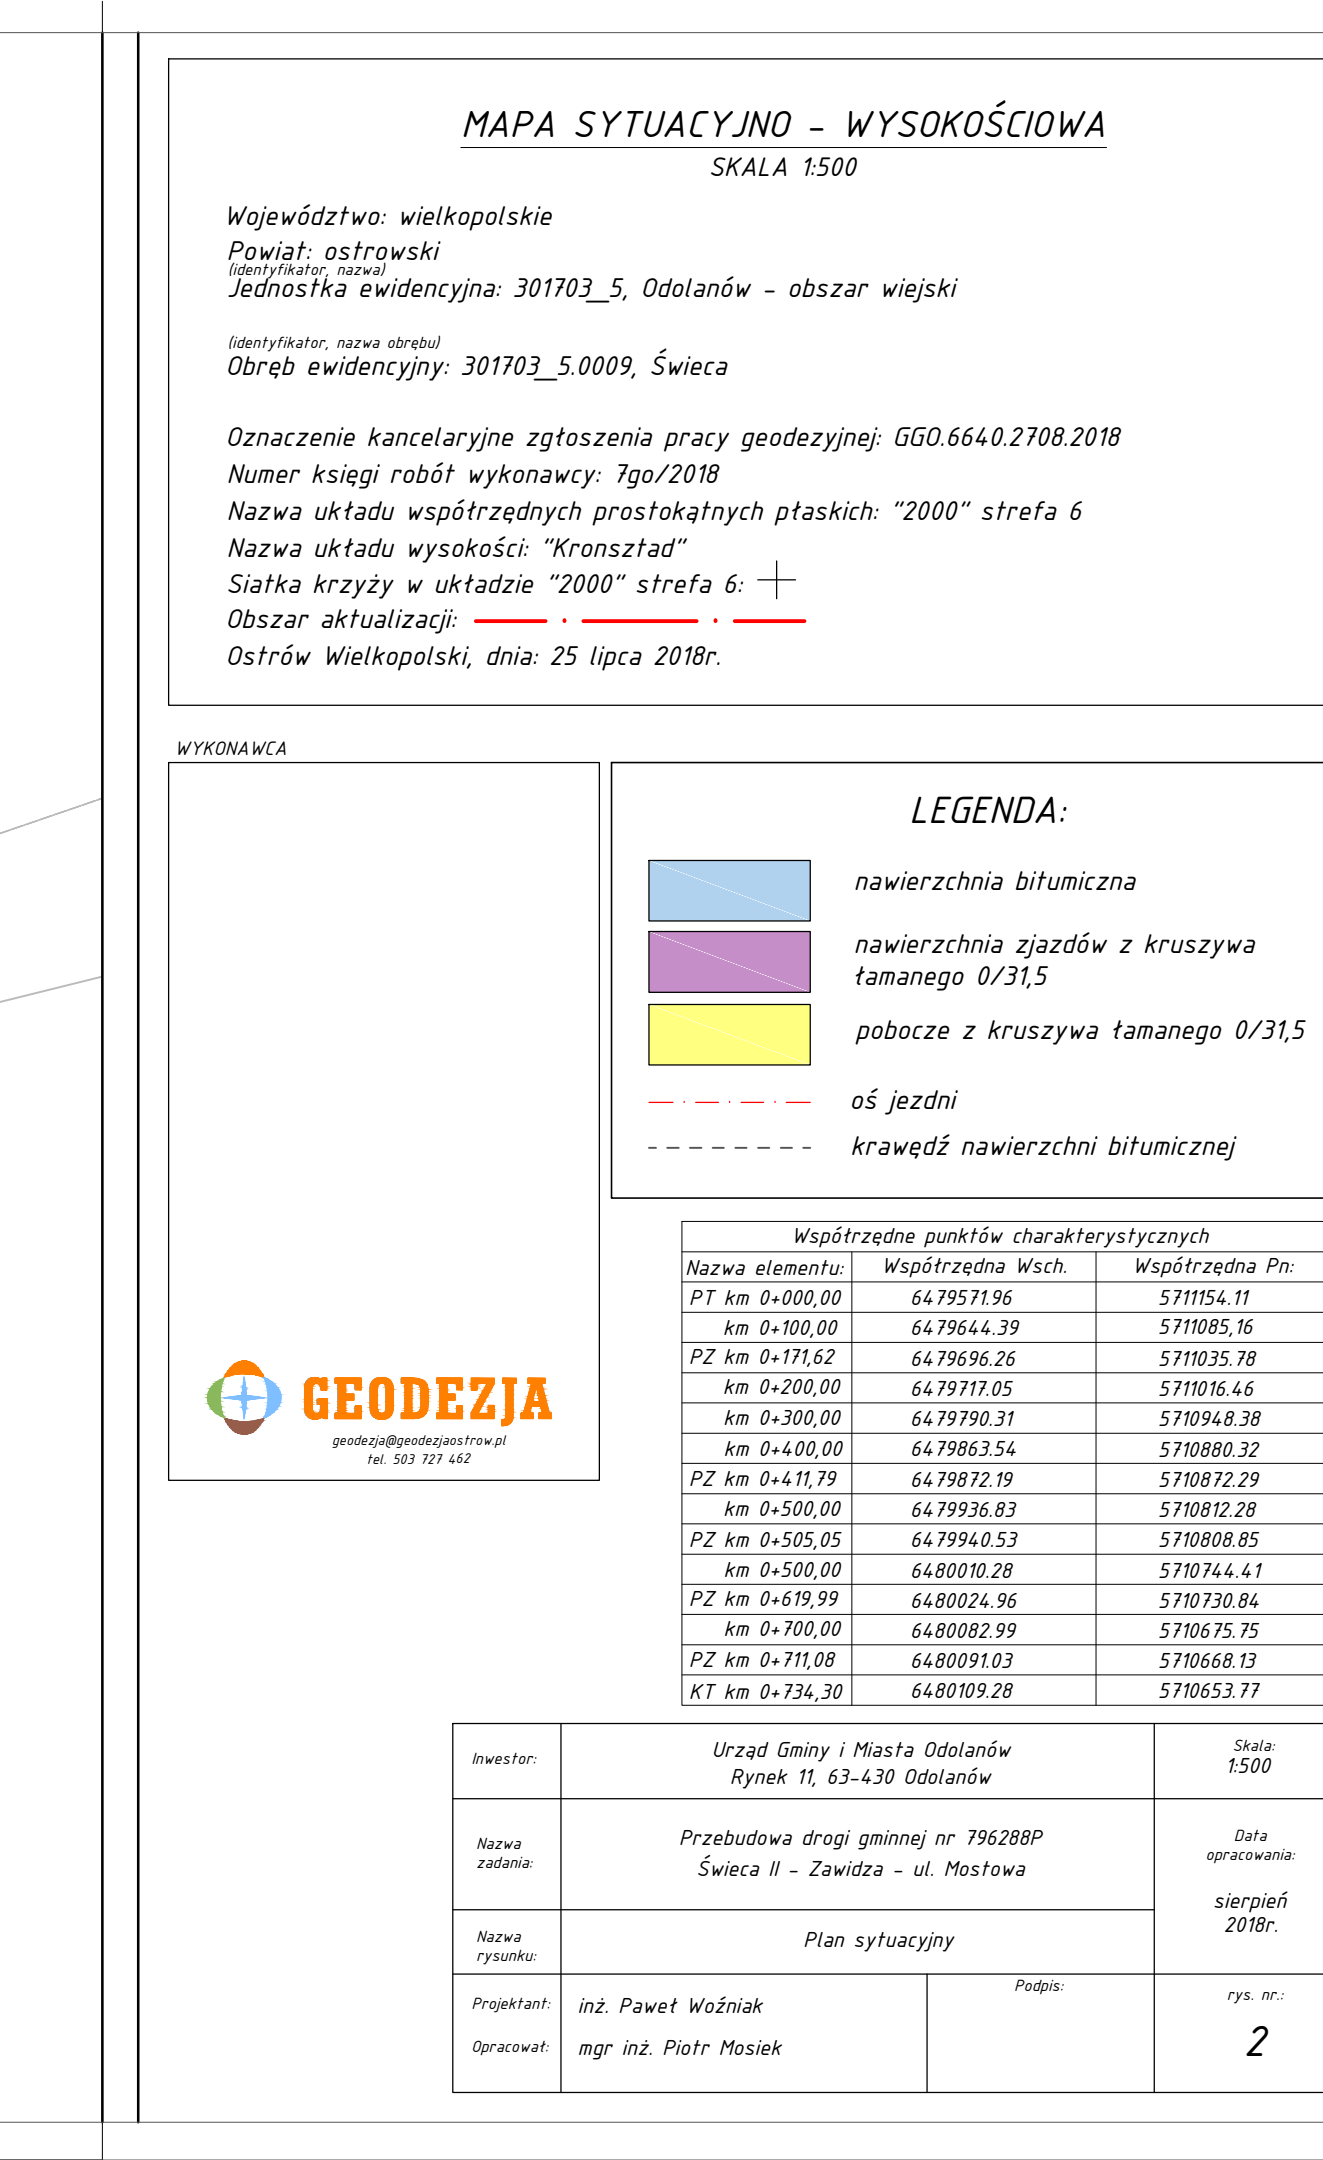 MAPA SYTUACYJNO - WYSOKOŚCIOWA
SKALA 1:500
Województwo: wielkopolskie
Powiat: ostrowski
(identyfikator, nazwa)
Jednostka ewidencyjna: 301703_5, Odolanów - obszar wiejski
(identyfikator, nazwa obrębu)
Obręb ewidencyjny: 301703_5.0009, Świeca
Oznaczenie kancelaryjne zgłoszenia pracy geodezyjnej: GGO.6640.2708.2018
Numer księgi robót wykonawcy: 7go/2018
Nazwa układu współrzędnych prostokątnych płaskich: "2000" strefa 6
Nazwa układu wysokości: "Kronsztad"
Siatka krzyży w układzie "2000" strefa 6:
Obszar aktualizacji:
Ostrów Wielkopolski, dnia: 25 lipca 2018r.
WYKONAWCA
GEODEZJA
geodezja@geodezjaostrow.pl
tel. 503 727 462
LEGENDA:
nawierzchnia bitumiczna
nawierzchnia zjazdów z kruszywa
łamanego 0/31,5
pobocze z kruszywa łamanego 0/31,5
oś jezdni
krawędź nawierzchni bitumicznej
Współrzędne punktów charakterystycznych
Nazwa elementu: Współrzędna Wsch. Współrzędna Pn:
PT km 0+000,00 6479571.96 5711154.11
km 0+100,00 6479644.39 5711085,16
PZ km 0+171,62 6479696.26 5711035.78
km 0+200,00 6479717.05 5711016.46
km 0+300,00 6479790.31 5710948.38
km 0+400,00 6479863.54 5710880.32
PZ km 0+411,79 6479872.19 5710872.29
km 0+500,00 6479936.83 5710812.28
PZ km 0+505,05 6479940.53 5710808.85
km 0+500,00 6480010.28 5710744.41
PZ km 0+619,99 6480024.96 5710730.84
km 0+700,00 6480082.99 5710675.75
PZ km 0+711,08 6480091.03 5710668.13
KT km 0+734,30 6480109.28 5710653.77
Inwestor:
Urząd Gminy i Miasta Odolanów
Rynek 11, 63-430 Odolanów
Skala:
1:500
Nazwa
zadania:
Przebudowa drogi gminnej nr 796288P
Świeca II - Zawidza - ul. Mostowa
Data
opracowania:
sierpień
2018r.
Nazwa
rysunku:
Plan sytuacyjny
Projektant: inż. Paweł Woźniak
Opracował: mgr inż. Piotr Mosiek
Podpis:
rys. nr.:
2